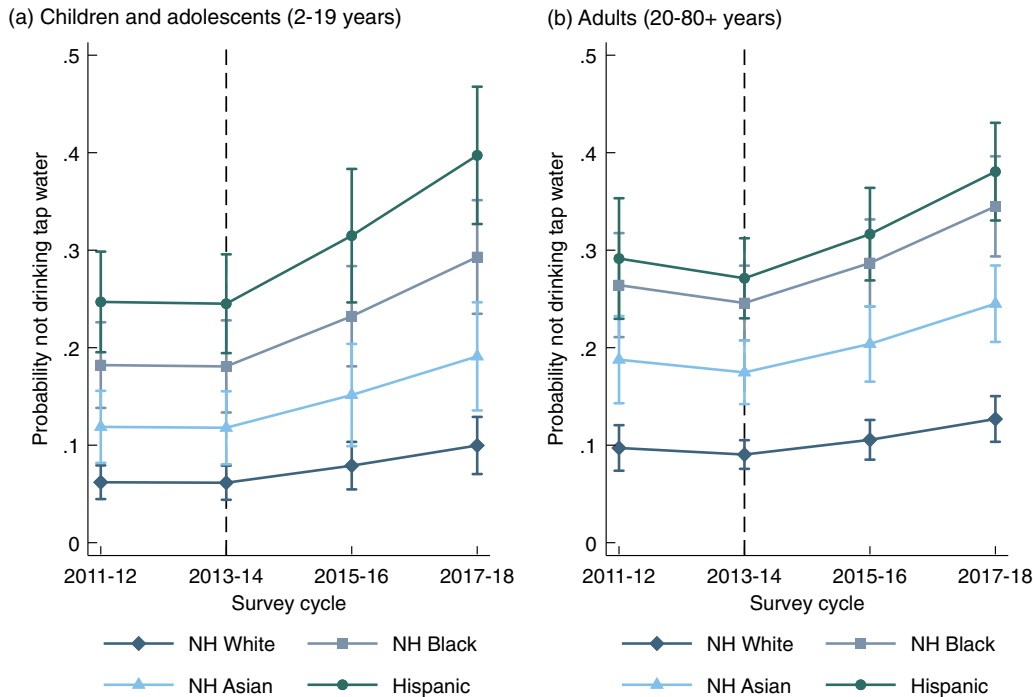 (a) Children and adolescents (2-19 years)
Probability not drinking tap water
.5
.4
.3
.2
.1
0
2011-12 2013-14 2015-16 2017-18
Survey cycle
NH White NH Black
NH Asian Hispanic
(b) Adults (20-80+ years)
Probability not drinking tap water
.5
.4
.3
.2
.1
0
2011-12 2013-14 2015-16 2017-18
Survey cycle
NH White NH Black
NH Asian Hispanic